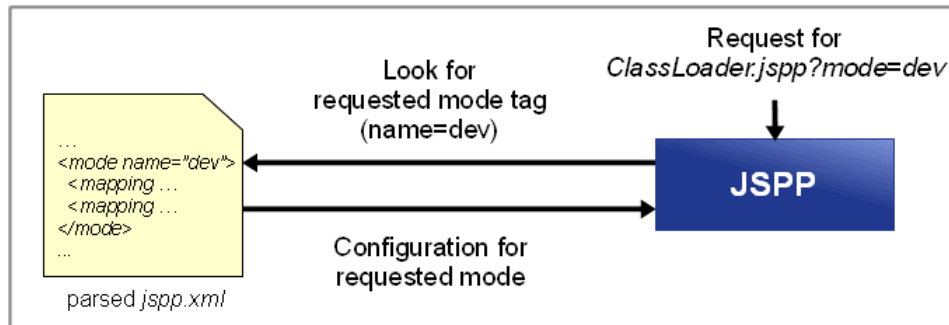 Request for
ClassLoader.jspp?mode=dev
Look for
requested mode tag
(name=dev)
...
<mode name="dev">
<mapping ...
<mapping ...
</mode>
...
JSPP
Configuration for
requested mode
parsed jspp.xml